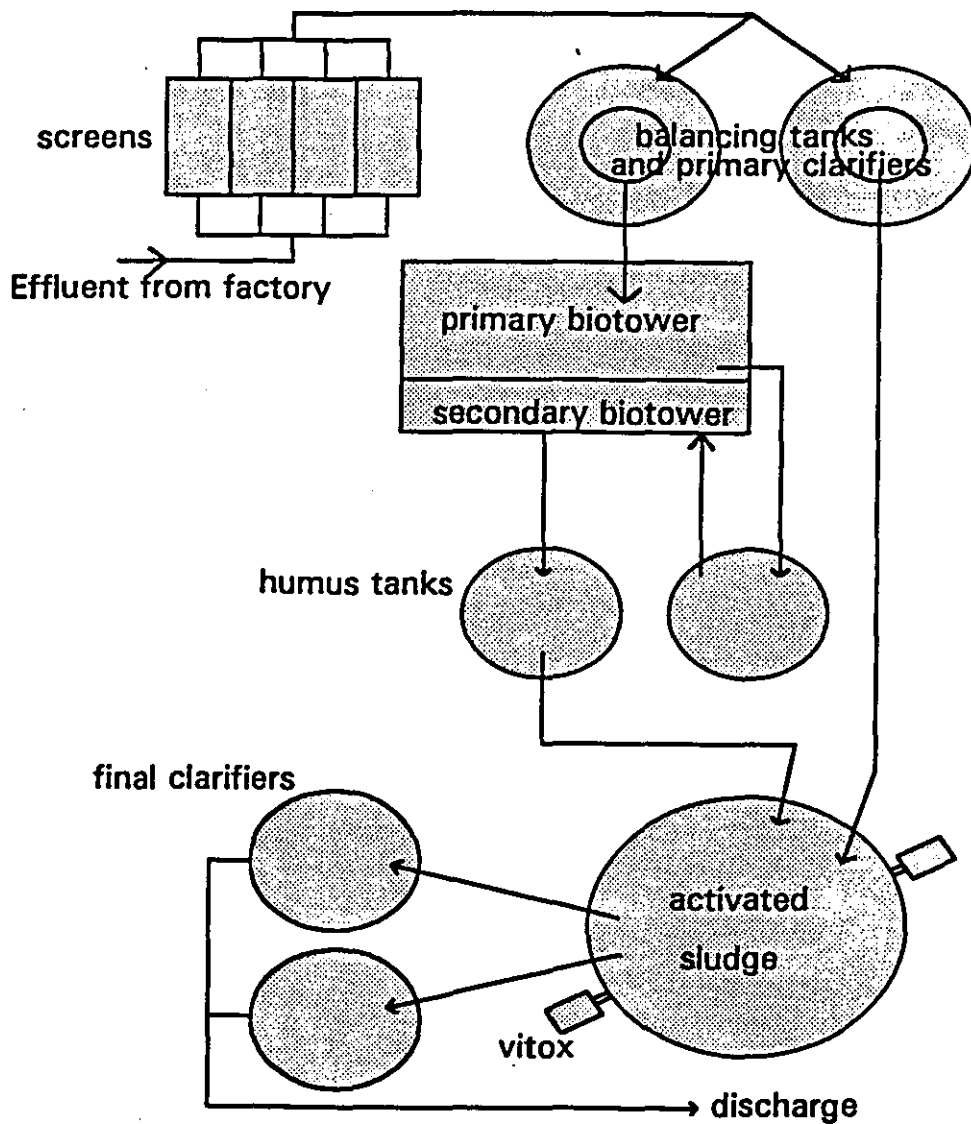 screens
balancing tanks
and primary clarifiers
Effluent from factory
primary biotower
secondary biotower
humus tanks
final clarifiers
activated
sludge
vitox
discharge